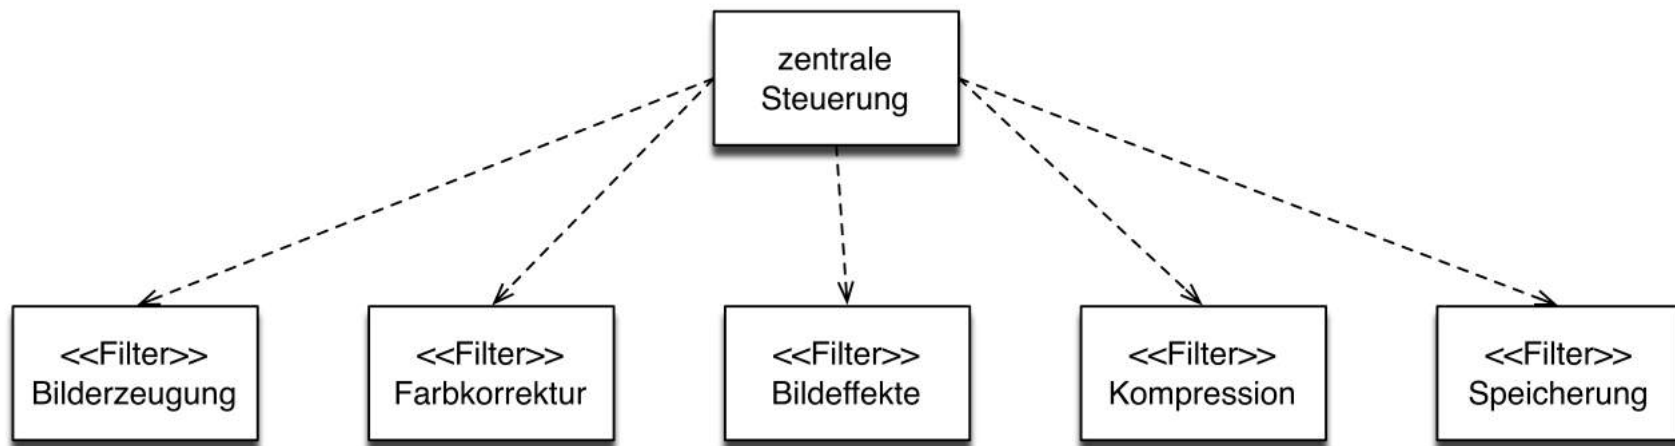 zentrale
Steuerung
<<Filter>>
Bilderzeugung
<<Filter>>
Farbkorrektur
<<Filter>>
Bildeffekte
<<Filter>>
Kompression
<<Filter>>
Speicherung